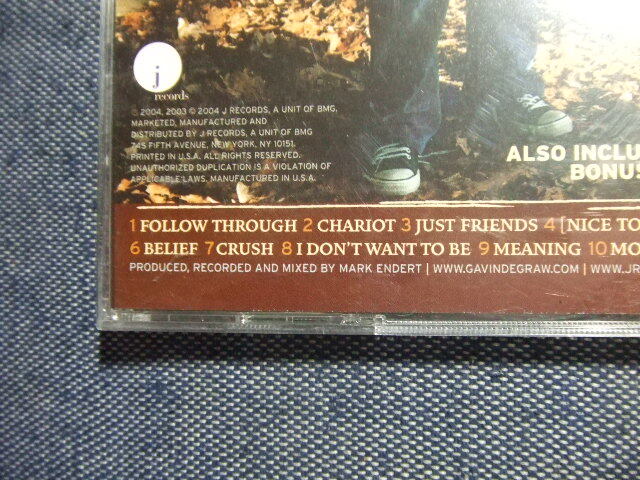 j
records
℗ 2004, 2003 © 2004 J RECORDS, A UNIT OF BMG,
MARKETED, MANUFACTURED AND
DISTRIBUTED BY J RECORDS, A UNIT OF BMG
745 FIFTH AVENUE, NEW YORK, NY 10151.
PRINTED IN U.S.A. ALL RIGHTS RESERVED.
UNAUTHORIZED DUPLICATION IS A VIOLATION OF
APPLICABLE LAWS. MANUFACTURED IN U.S.A.
ALSO INCLU
BONUS
1 FOLLOW THROUGH 2 CHARIOT 3 JUST FRIENDS 4 [NICE TO
6 BELIEF 7 CRUSH 8 I DON'T WANT TO BE 9 MEANING 10 MO
PRODUCED, RECORDED AND MIXED BY MARK ENDERT | WWW.GAVINDEGRAW.COM | WWW.JR